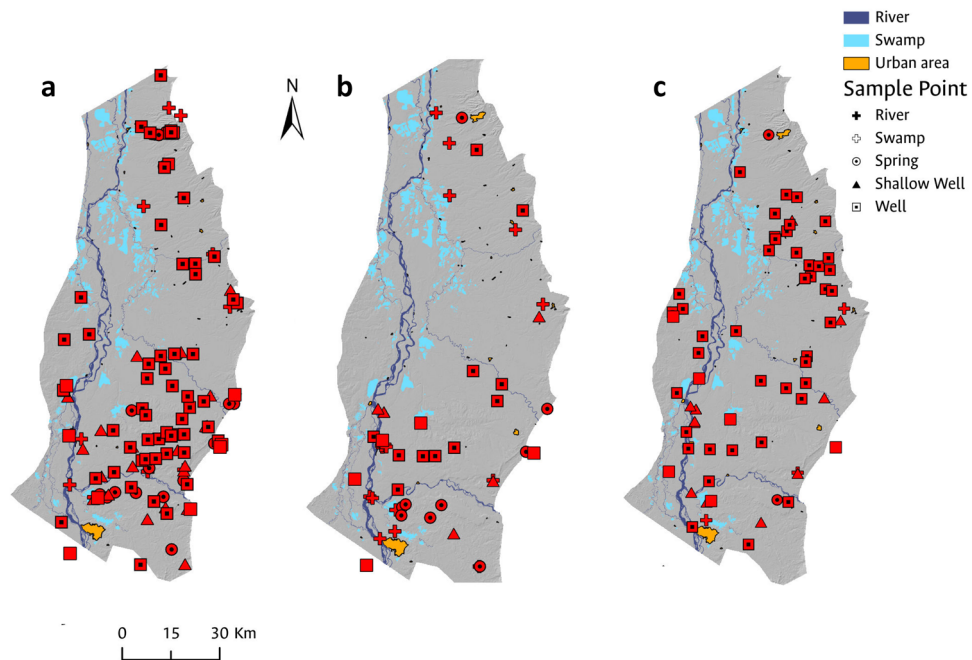 River
Swamp
Urban area
Sample Point
River
Swamp
Spring
Shallow Well
Well
a
N
b
c
0 15 30 Km